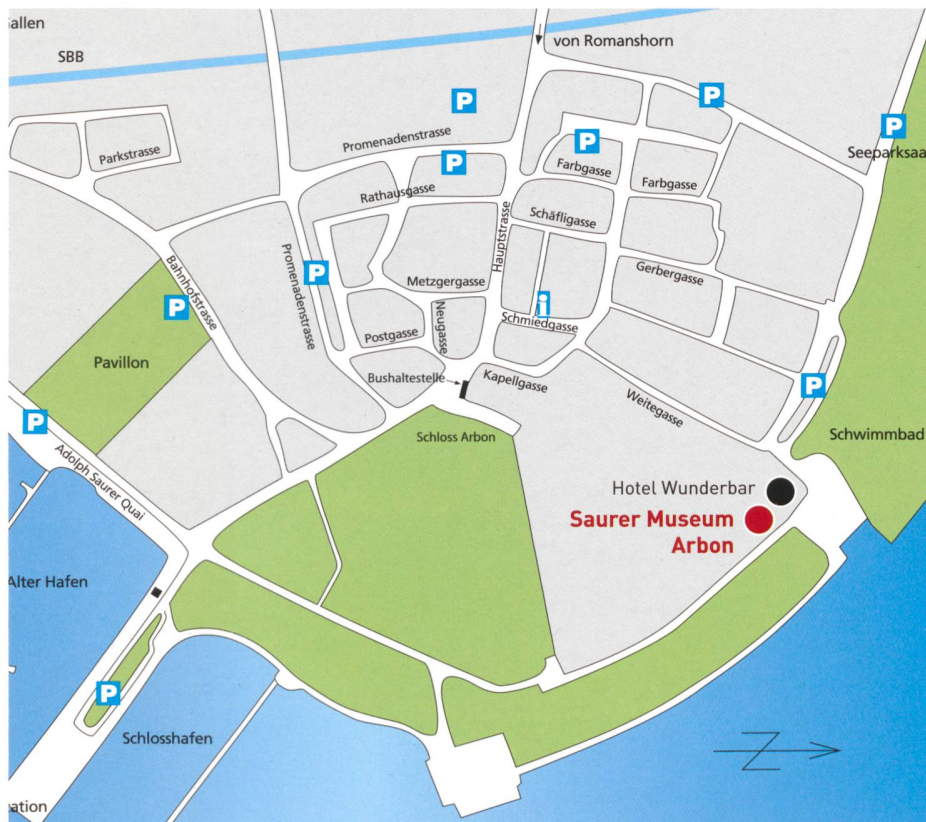 allen
SBB
von Romanshorn
P
P
P
Promenadenstrasse
P
P
Seeparksaa
Parkstrasse
Rathausgasse
Farbgasse
Farbgasse
Schäfligasse
Hauptstrasse
Bahnhofstrasse
Promenadenstrasse
P
Metzgergasse
Gerbergasse
P
i
Schmiedgasse
Neugasse
Postgasse
Pavillon
Bushaltestelle
Kapellgasse
Weitegasse
P
P
Schwimmbad
Schloss Arbon
Adolph Saurer Quai
Hotel Wunderbar
Saurer Museum
Arbon
Alter Hafen
P
Schlosshafen
Z
ation